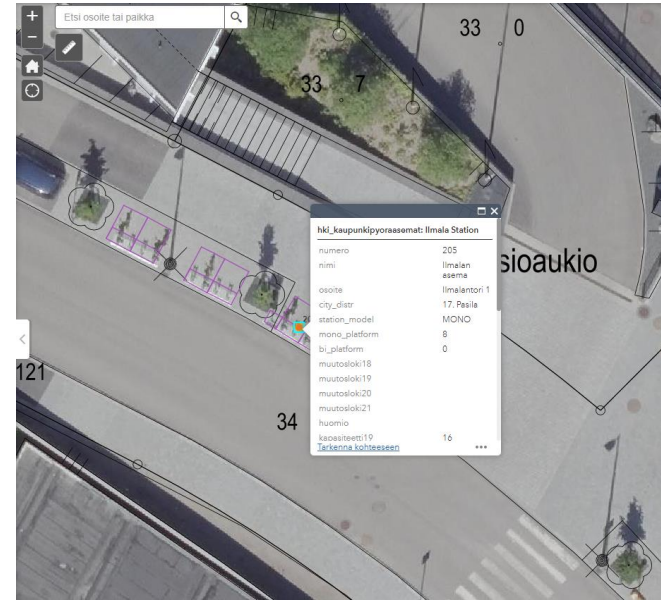 +
Etsi osoite tai paikka
−
33 0
33 7
hki_kaupunkipyoraasemat: Ilmala Station
numero 205
nimi Ilmalan
asema
osoite Ilmalantori 1
city_distr 17. Pasila
station_model MONO
mono_platform 8
bi_platform 0
muutosloki18
muutosloki19
muutosloki20
muutosloki21
huomio
kapasiteetti19 16
Tarkenna kohteeseen
sioaukio
20
121
34